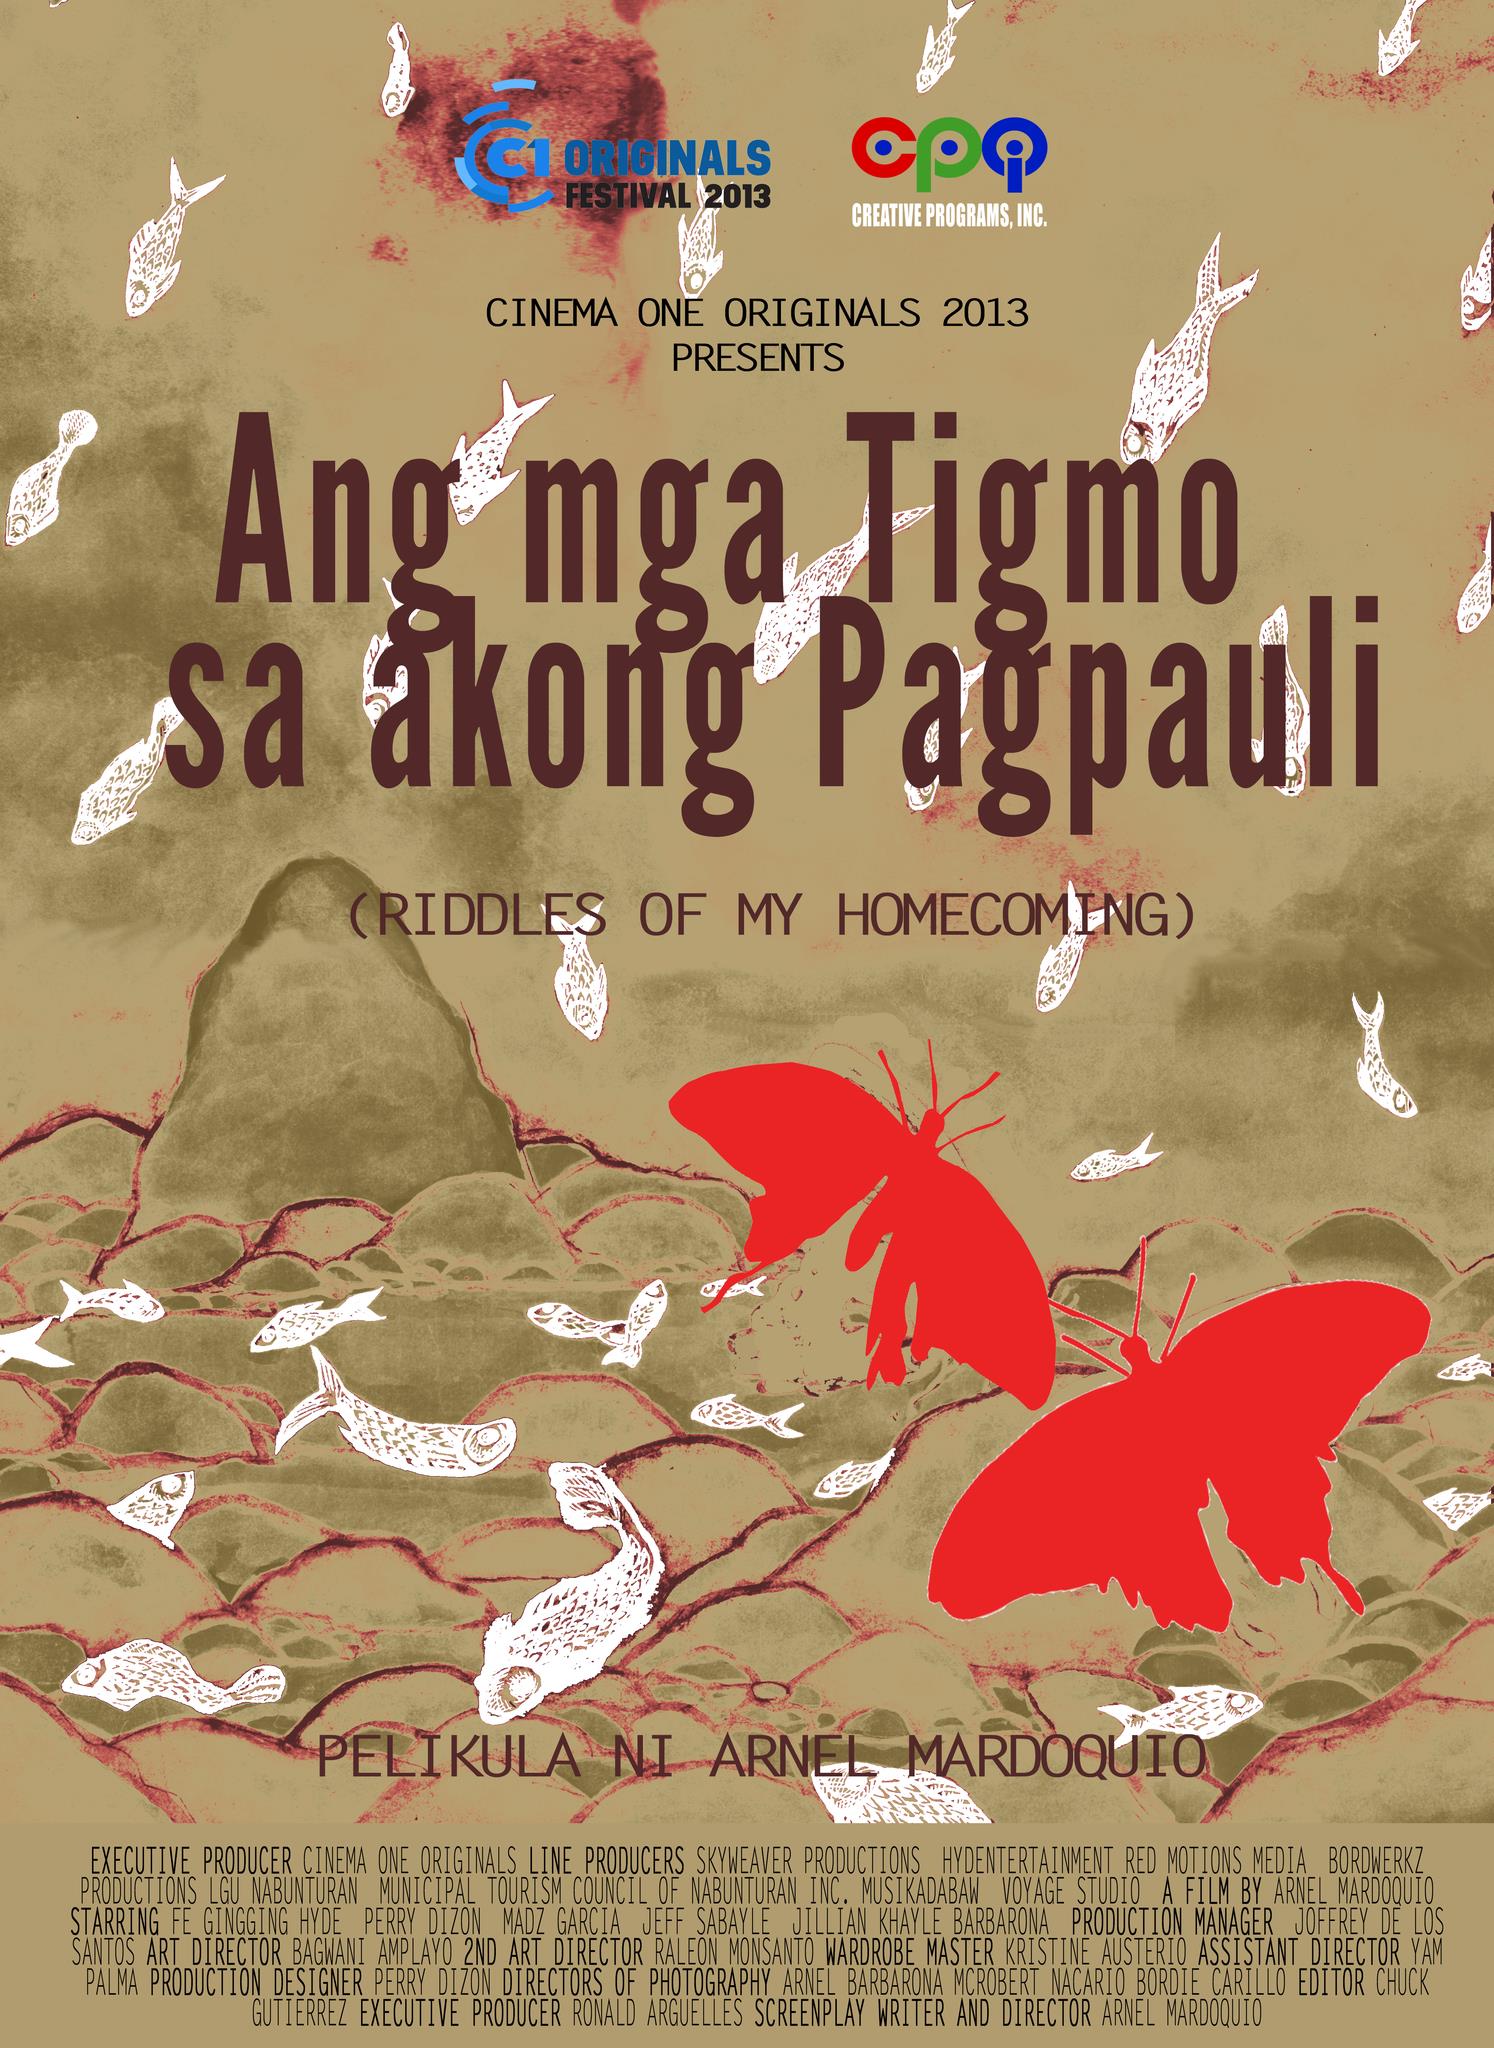 C1 ORIGINALS
FESTIVAL 2013
cpi
CREATIVE PROGRAMS, INC.
CINEMA ONE ORIGINALS 2013
PRESENTS
Ang mga Tigmo
sa akong Pagpauli
(RIDDLES OF MY HOMECOMING)
PELIKULA NI ARNEL MARDOQUIO
EXECUTIVE PRODUCER CINEMA ONE ORIGINALS LINE PRODUCERS SKYWEAVER PRODUCTIONS HYDENTERTAINMENT RED MOTIONS MEDIA BORDWERKZ
PRODUCTIONS LGU NABUNTURAN MUNICIPAL TOURISM COUNCIL OF NABUNTURAN INC. MUSIKADABAW VOYAGE STUDIO A FILM BY ARNEL MARDOQUIO
STARRING FE GINGGING HYDE PERRY DIZON MADZ GARCIA JEFF SABAYLE JILLIAN KHAYLE BARBARONA PRODUCTION MANAGER JOFFREY DE LOS
SANTOS ART DIRECTOR BAGWANI AMPLAYO 2ND ART DIRECTOR RALEON MONSANTO WARDROBE MASTER KRISTINE AUSTERIO ASSISTANT DIRECTOR YAM
PALMA PRODUCTION DESIGNER PERRY DIZON DIRECTORS OF PHOTOGRAPHY ARNEL BARBARONA MCROBERT NACARIO BORDIE CARILLO EDITOR CHUCK
GUTIERREZ EXECUTIVE PRODUCER RONALD ARGUELLES SCREENPLAY WRITER AND DIRECTOR ARNEL MARDOQUIO